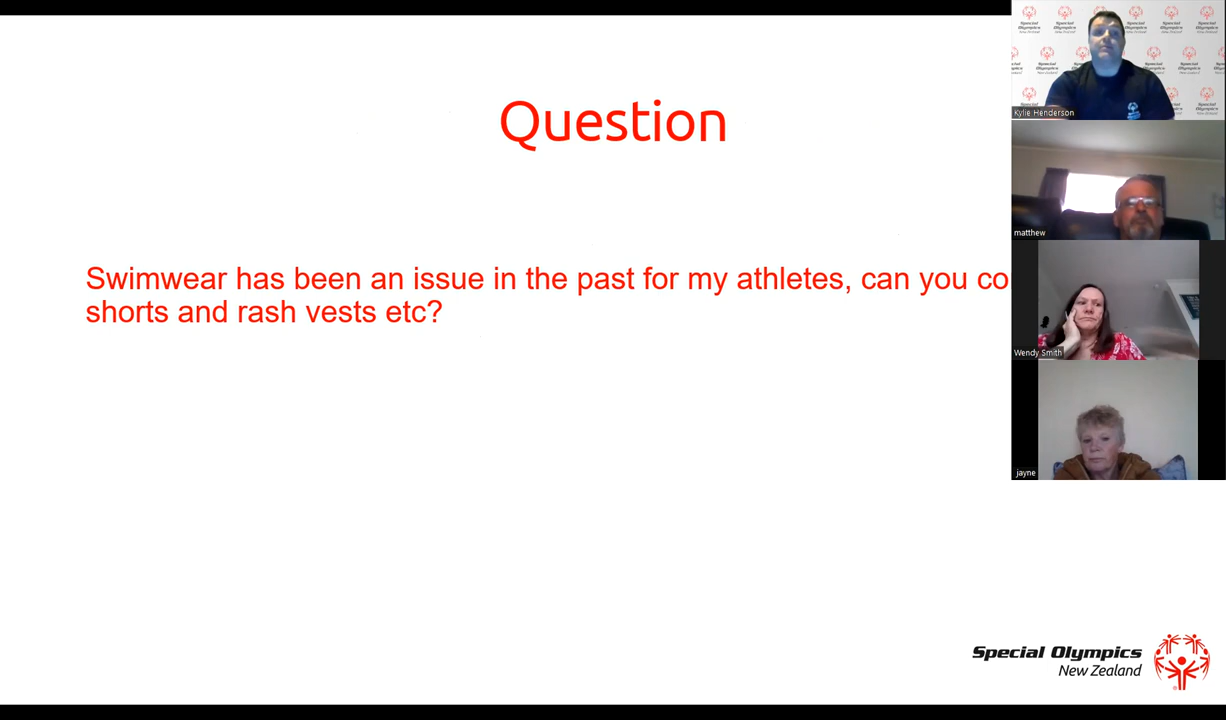 Question
Swimwear has been an issue in the past for my athletes, can you co
shorts and rash vests etc?
Special Olympics
New Zealand
Kylie Henderson
matthew
Wendy Smith
jayne